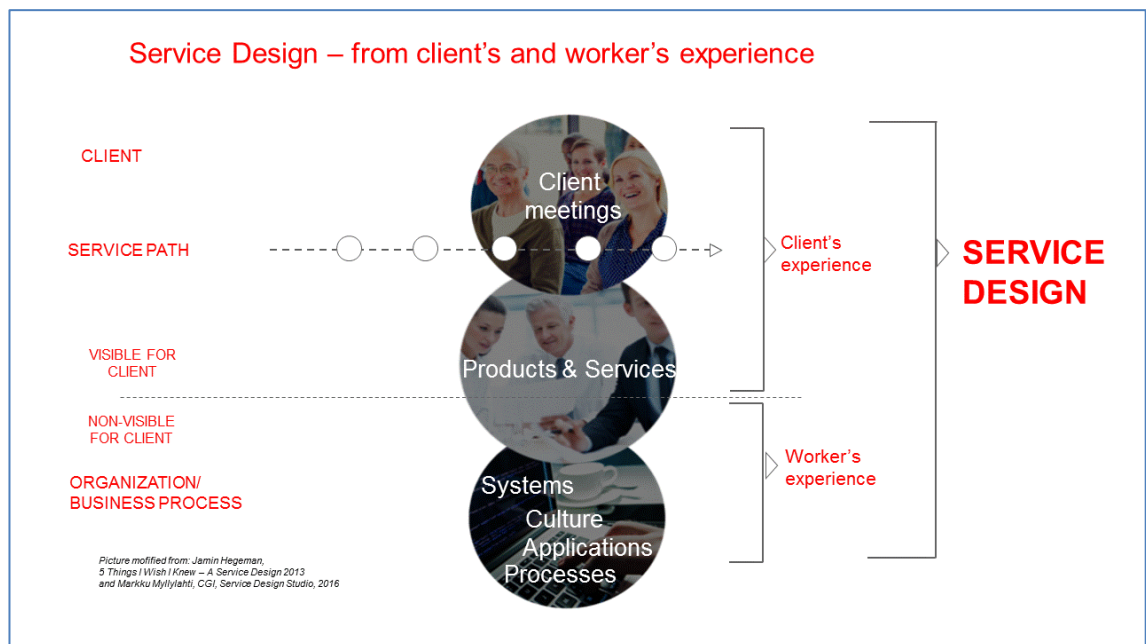 Service Design – from client's and worker's experience
CLIENT
Client
meetings
SERVICE PATH
Client's
experience
SERVICE
DESIGN
VISIBLE FOR
CLIENT
Products & Services
NON-VISIBLE
FOR CLIENT
Worker's
experience
ORGANIZATION/
BUSINESS PROCESS
Systems
Culture
Applications
Processes
Picture mofified from: Jamin Hegeman,
5 Things I Wish I Knew – A Service Design 2013
and Markku Myllylahti, CGI, Service Design Studio, 2016